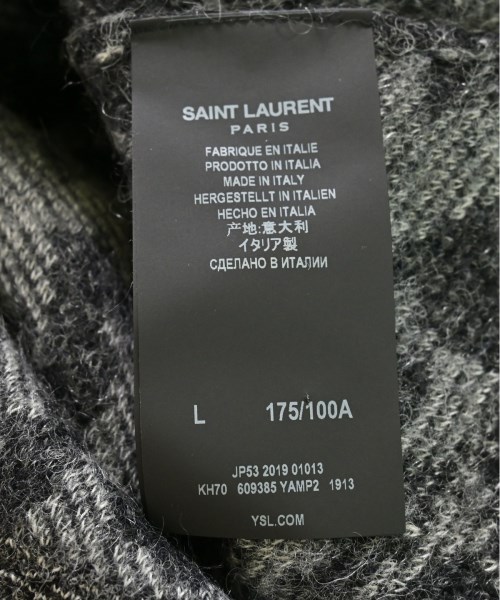 SAINT LAURENT
PARIS
FABRIQUE EN ITALIE
PRODOTTO IN ITALIA
MADE IN ITALY
HERGESTELLT IN ITALIEN
HECHO EN ITALIA
产地:意大利
イタリア製
СДЕЛАНО В ИТАЛИИ
L 175/100A
JP53 2019 01013
KH70 609385 YAMP2 1913
YSL.COM